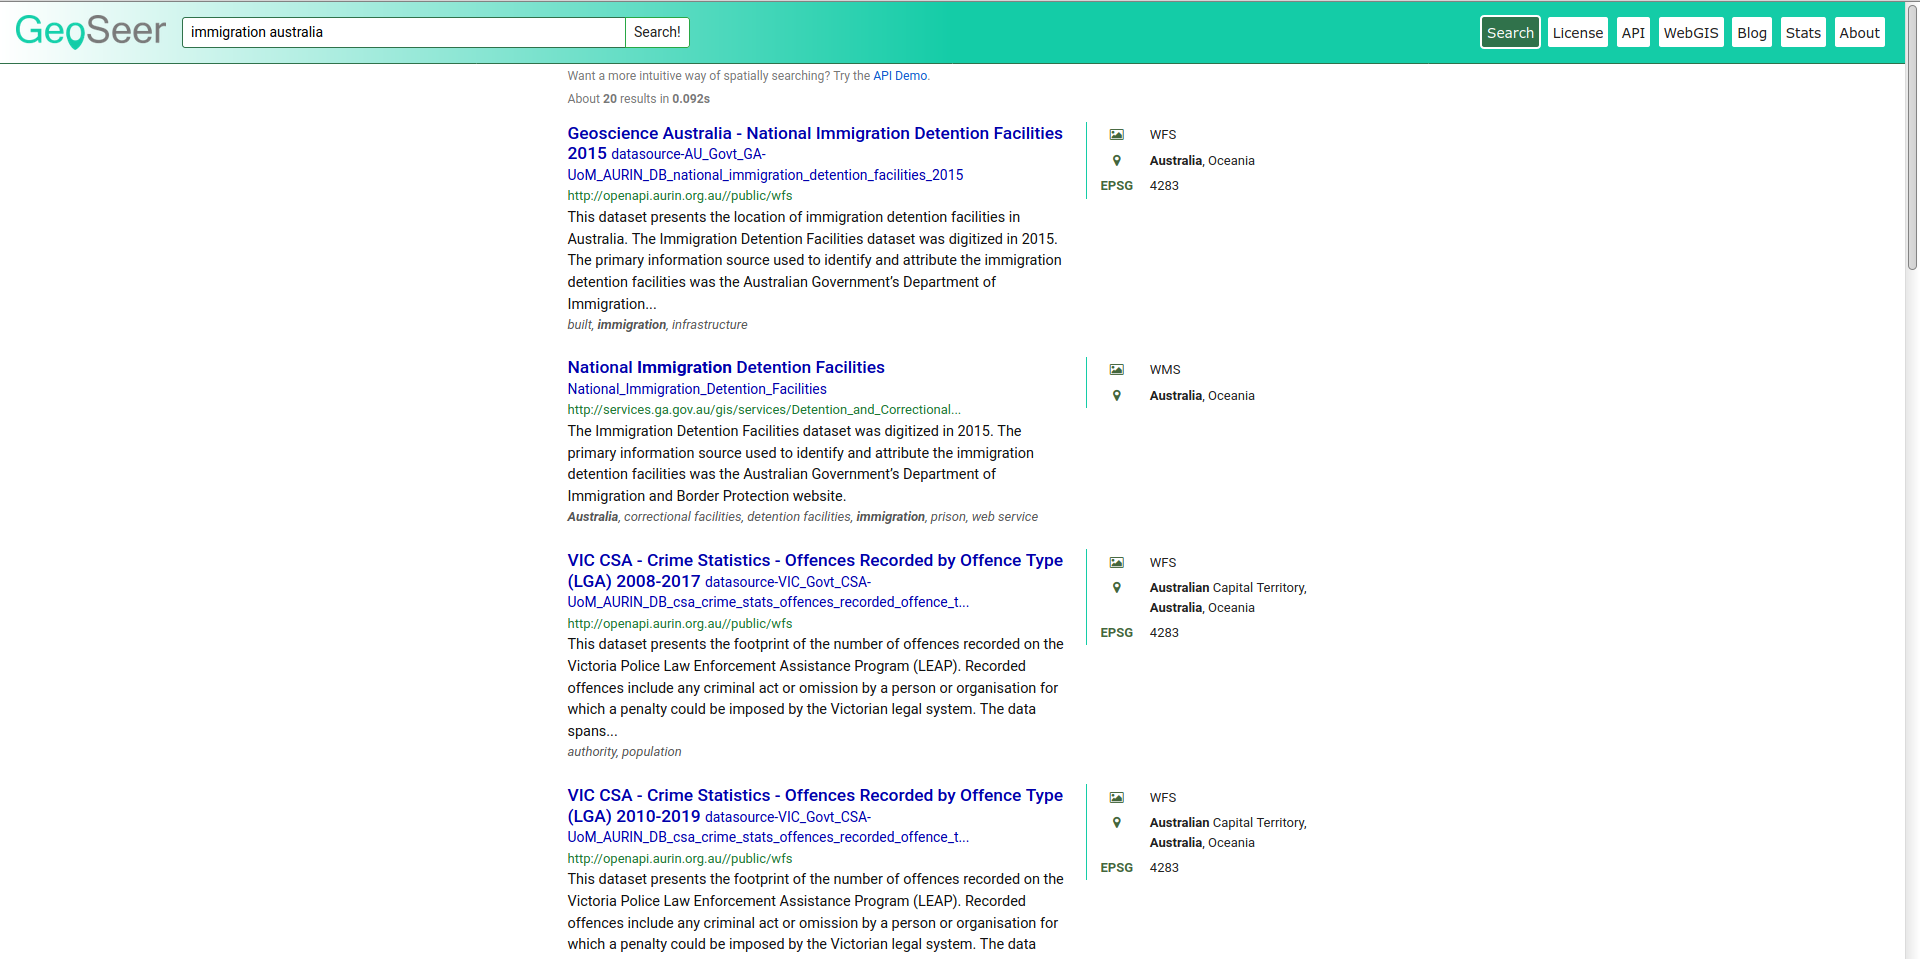 GeoSeer immigration australia Search! Search License API WebGIS Blog Stats About
Want a more intuitive way of spatially searching? Try the API Demo.
About 20 results in 0.092s
Geoscience Australia - National Immigration Detention Facilities
2015 datasource-AU_Govt_GA-
UoM_AURIN_DB_national_immigration_detention_facilities_2015
http://openapi.aurin.org.au//public/wfs
This dataset presents the location of immigration detention facilities in
Australia. The Immigration Detention Facilities dataset was digitized in 2015.
The primary information source used to identify and attribute the immigration
detention facilities was the Australian Government’s Department of
Immigration...
built, immigration, infrastructure
WFS
Australia, Oceania
EPSG 4283
National Immigration Detention Facilities
National_Immigration_Detention_Facilities
http://services.ga.gov.au/gis/services/Detention_and_Correctional...
The Immigration Detention Facilities dataset was digitized in 2015. The
primary information source used to identify and attribute the immigration
detention facilities was the Australian Government’s Department of
Immigration and Border Protection website.
Australia, correctional facilities, detention facilities, immigration, prison, web service
WMS
Australia, Oceania
VIC CSA - Crime Statistics - Offences Recorded by Offence Type
(LGA) 2008-2017 datasource-VIC_Govt_CSA-
UoM_AURIN_DB_csa_crime_stats_offences_recorded_offence_t...
http://openapi.aurin.org.au//public/wfs
This dataset presents the footprint of the number of offences recorded on the
Victoria Police Law Enforcement Assistance Program (LEAP). Recorded
offences include any criminal act or omission by a person or organisation for
which a penalty could be imposed by the Victorian legal system. The data
spans...
authority, population
WFS
Australian Capital Territory,
Australia, Oceania
EPSG 4283
VIC CSA - Crime Statistics - Offences Recorded by Offence Type
(LGA) 2010-2019 datasource-VIC_Govt_CSA-
UoM_AURIN_DB_csa_crime_stats_offences_recorded_offence_t...
http://openapi.aurin.org.au//public/wfs
This dataset presents the footprint of the number of offences recorded on the
Victoria Police Law Enforcement Assistance Program (LEAP). Recorded
offences include any criminal act or omission by a person or organisation for
which a penalty could be imposed by the Victorian legal system. The data
WFS
Australian Capital Territory,
Australia, Oceania
EPSG 4283